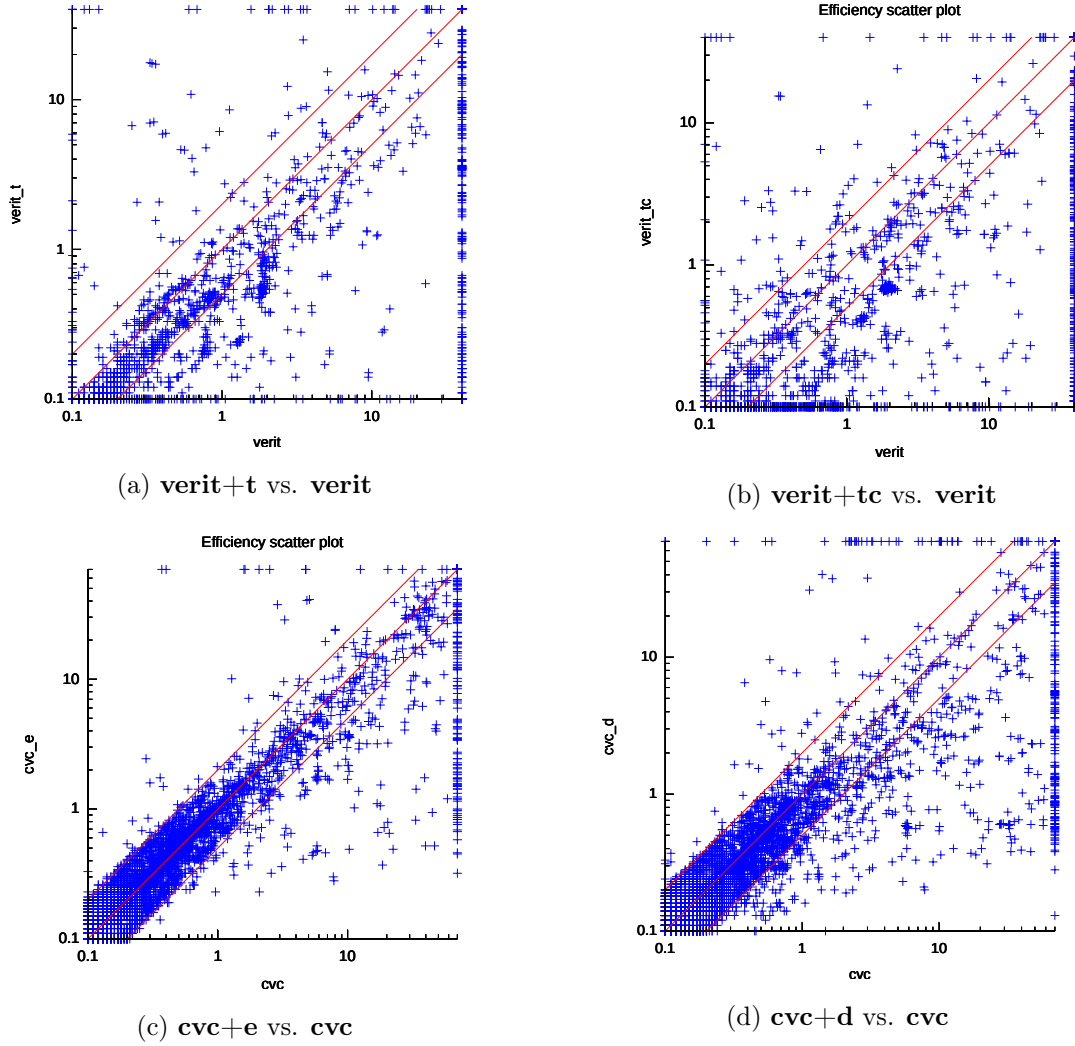 verit_t
10
1
0.1
0.1
1
10
verit
(a) verit+t vs. verit
Efficiency scatter plot
verit_tc
10
1
0.1
0.1
1
10
verit
(b) verit+tc vs. verit
Efficiency scatter plot
cvc_e
10
1
0.1
0.1
1
10
cvc
(c) cvc+e vs. cvc
cvc_d
10
1
0.1
0.1
1
10
cvc
(d) cvc+d vs. cvc